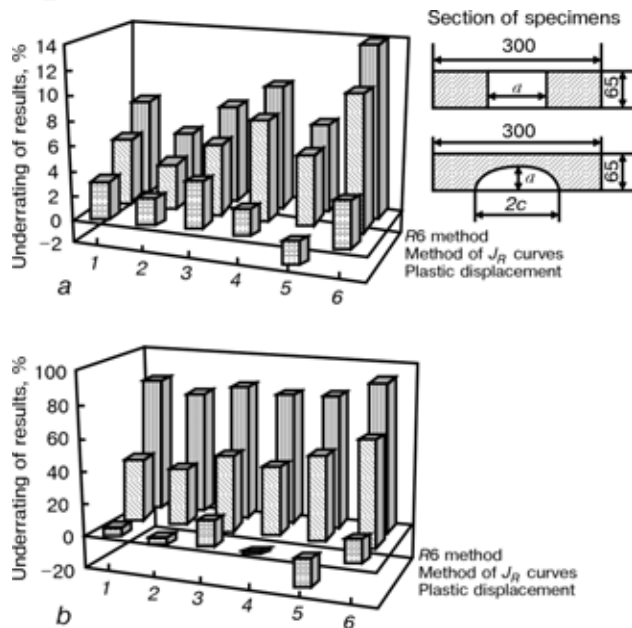 Section of specimens
Underrating of results, %
14
12
10
8
6
4
2
0
−2
1
2
3
4
5
6
300
a
65
300
a
65
2c
R6 method
Method of J_R curves
Plastic displacement
a
Underrating of results, %
100
80
60
40
20
0
−20
1
2
3
4
5
6
R6 method
Method of J_R curves
Plastic displacement
b